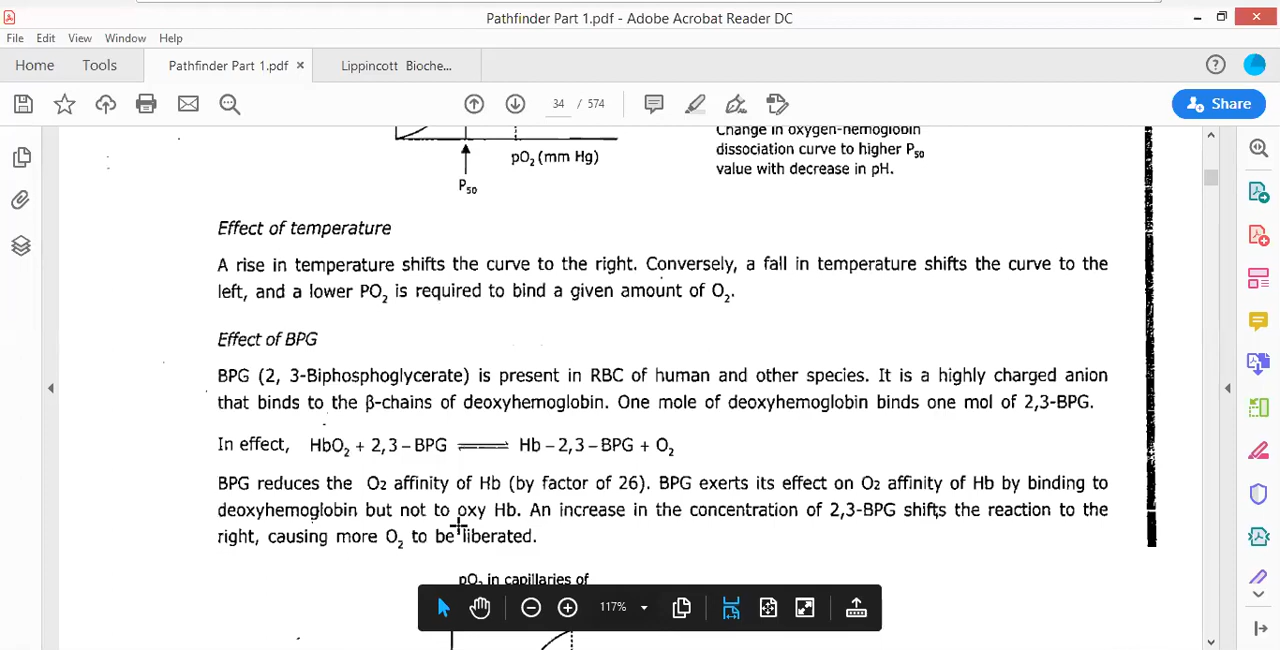 Pathfinder Part 1.pdf - Adobe Acrobat Reader DC
File Edit View Window Help
Home Tools Pathfinder Part 1.pdf × Lippincott Bioche...
34 / 574
Share
pO2 (mm Hg)
P50
Change in oxygen-hemoglobin
dissociation curve to higher P50
value with decrease in pH.
Effect of temperature
A rise in temperature shifts the curve to the right. Conversely, a fall in temperature shifts the curve to the
left, and a lower PO2 is required to bind a given amount of O2.
Effect of BPG
BPG (2, 3-Biphosphoglycerate) is present in RBC of human and other species. It is a highly charged anion
that binds to the β-chains of deoxyhemoglobin. One mole of deoxyhemoglobin binds one mol of 2,3-BPG.
In effect, HbO2 + 2,3 – BPG ⇌ Hb – 2,3 – BPG + O2
BPG reduces the O2 affinity of Hb (by factor of 26). BPG exerts its effect on O2 affinity of Hb by binding to
deoxyhemoglobin but not to oxy Hb. An increase in the concentration of 2,3-BPG shifts the reaction to the
right, causing more O2 to be liberated.
pO2 in capillaries of
117%